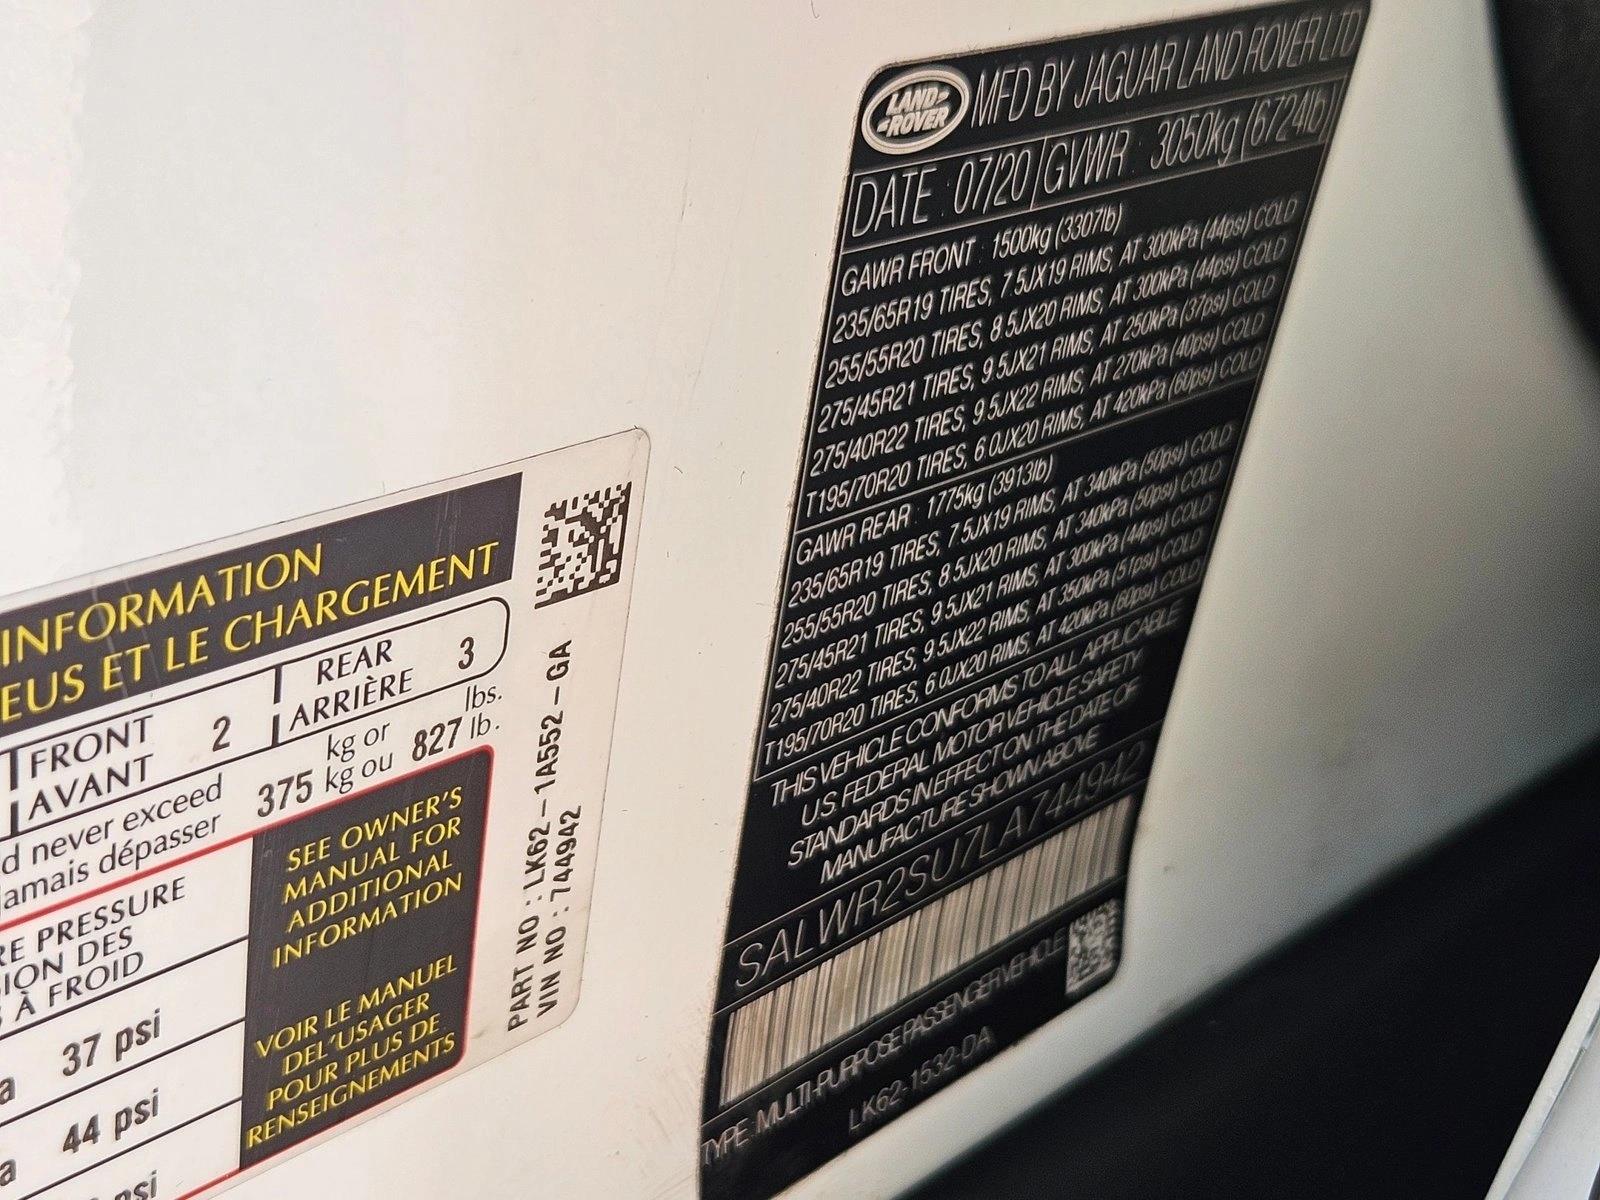 LAND-
-ROVER
MFD BY JAGUAR LAND ROVER LTD
DATE : 07/20 GVWR : 3050kg (6724lb)
GAWR FRONT : 1500kg (3307lb)
235/65R19 TIRES, 7.5JX19 RIMS, AT 300kPa (44psi) COLD
255/55R20 TIRES, 8.5JX20 RIMS, AT 300kPa (44psi) COLD
275/45R21 TIRES, 9.5JX21 RIMS, AT 250kPa (37psi) COLD
275/40R22 TIRES, 9.5JX22 RIMS, AT 270kPa (40psi) COLD
T195/70R20 TIRES, 6.0JX20 RIMS, AT 420kPa (60psi) COLD
GAWR REAR : 1775kg (3913lb)
235/65R19 TIRES, 7.5JX19 RIMS, AT 340kPa (50psi) COLD
255/55R20 TIRES, 8.5JX20 RIMS, AT 340kPa (50psi) COLD
275/45R21 TIRES, 9.5JX21 RIMS, AT 300kPa (44psi) COLD
275/40R22 TIRES, 9.5JX22 RIMS, AT 350kPa (51psi) COLD
T195/70R20 TIRES, 6.0JX20 RIMS, AT 420kPa (60psi) COLD
THIS VEHICLE CONFORMS TO ALL APPLICABLE
U.S. FEDERAL MOTOR VEHICLE SAFETY
STANDARDS IN EFFECT ON THE DATE OF
MANUFACTURE SHOWN ABOVE
SALWR2SU7LA744942
TYPE: MULTI-PURPOSE PASSENGER VEHICLE
LK62-1532-DA
INFORMATION
EUS ET LE CHARGEMENT
FRONT 2 REAR 3
AVANT ARRIÈRE
d never exceed 375 kg or 827 lbs.
jamais dépasser kg ou lb.
RE PRESSURE
ION DES
À FROID
37 psi
44 psi
psi
SEE OWNER'S
MANUAL FOR
ADDITIONAL
INFORMATION
VOIR LE MANUEL
DEL'USAGER
POUR PLUS DE
RENSEIGNEMENTS
PART NO : LK62-1A552-GA
VIN NO : 744942